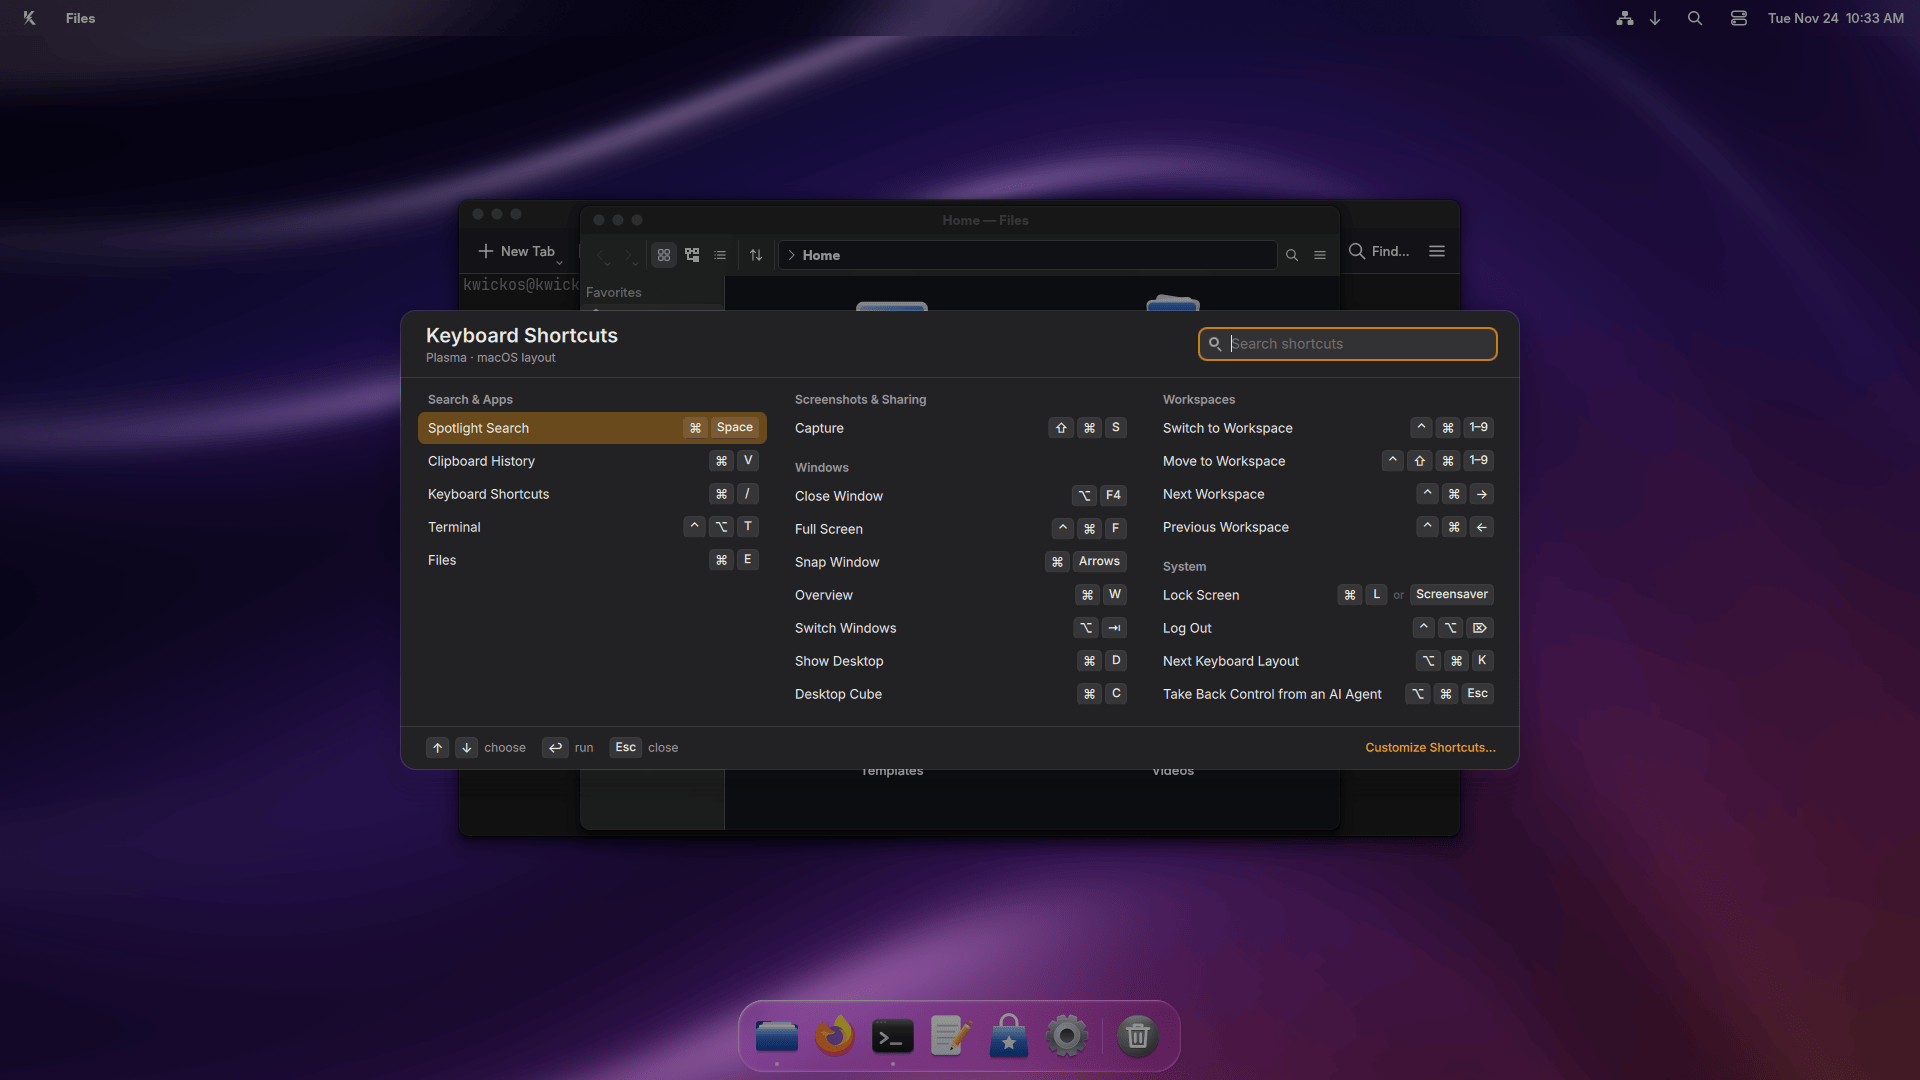 Files
Tue Nov 24 10:33 AM
Home — Files
New Tab
Home
Find...
kwickos@kwick
Favorites
Keyboard Shortcuts
Plasma · macOS layout
Search shortcuts
Search & Apps
Spotlight Search ⌘ Space
Clipboard History ⌘ V
Keyboard Shortcuts ⌘ /
Terminal ^ ⌥ T
Files ⌘ E
Screenshots & Sharing
Capture ⇧ ⌘ S
Windows
Close Window ⌥ F4
Full Screen ^ ⌘ F
Snap Window ⌘ Arrows
Overview ⌘ W
Switch Windows ⌥ ⇥
Show Desktop ⌘ D
Desktop Cube ⌘ C
Workspaces
Switch to Workspace ^ ⌘ 1–9
Move to Workspace ^ ⇧ ⌘ 1–9
Next Workspace ^ ⌘ →
Previous Workspace ^ ⌘ ←
System
Lock Screen ⌘ L or Screensaver
Log Out ^ ⌥ ⌦
Next Keyboard Layout ⌥ ⌘ K
Take Back Control from an AI Agent ⌥ ⌘ Esc
↑ ↓ choose ↩ run Esc close
Customize Shortcuts...
Templates
Videos